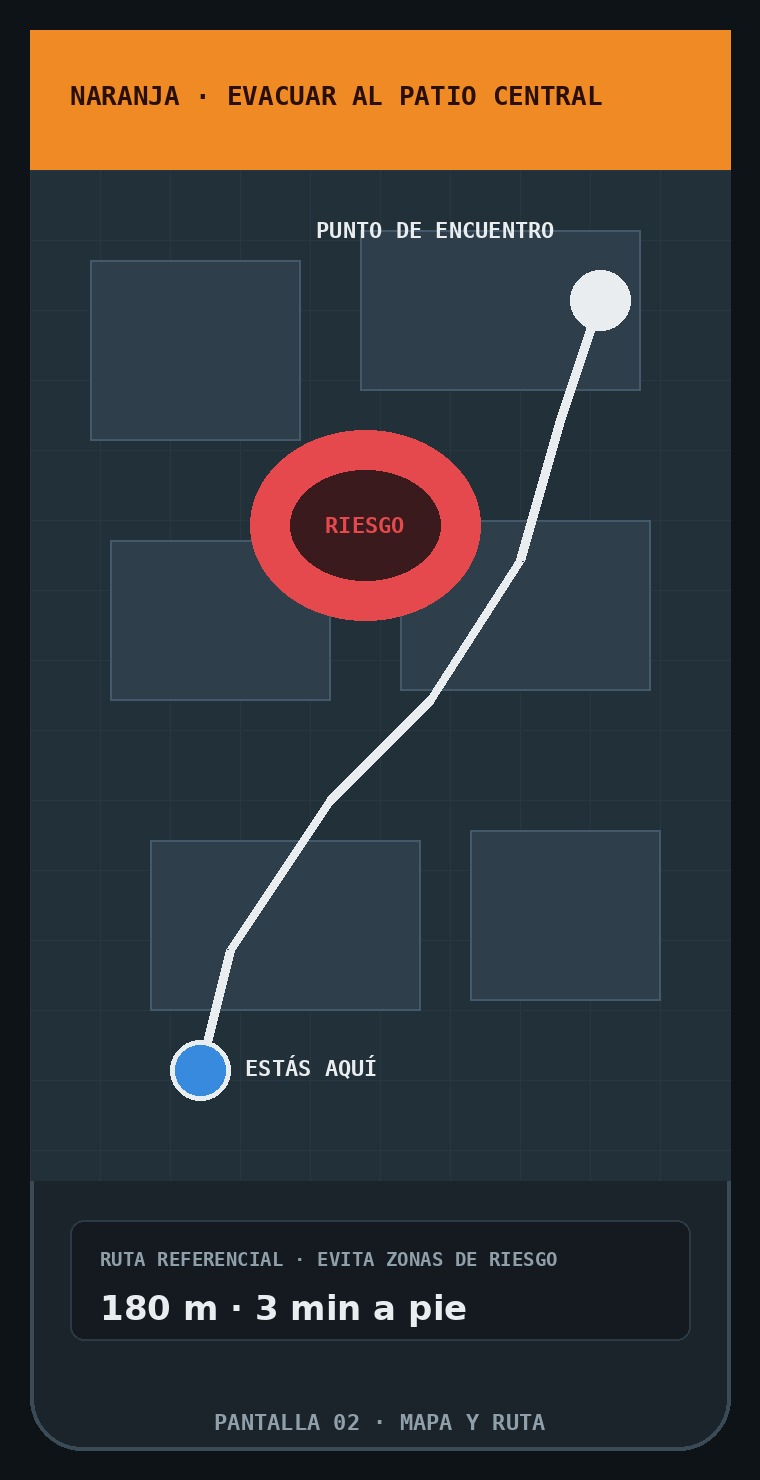 NARANJA · EVACUAR AL PATIO CENTRAL
PUNTO DE ENCUENTRO
RIESGO
ESTÁS AQUÍ
RUTA REFERENCIAL · EVITA ZONAS DE RIESGO
180 m · 3 min a pie
PANTALLA 02 · MAPA Y RUTA